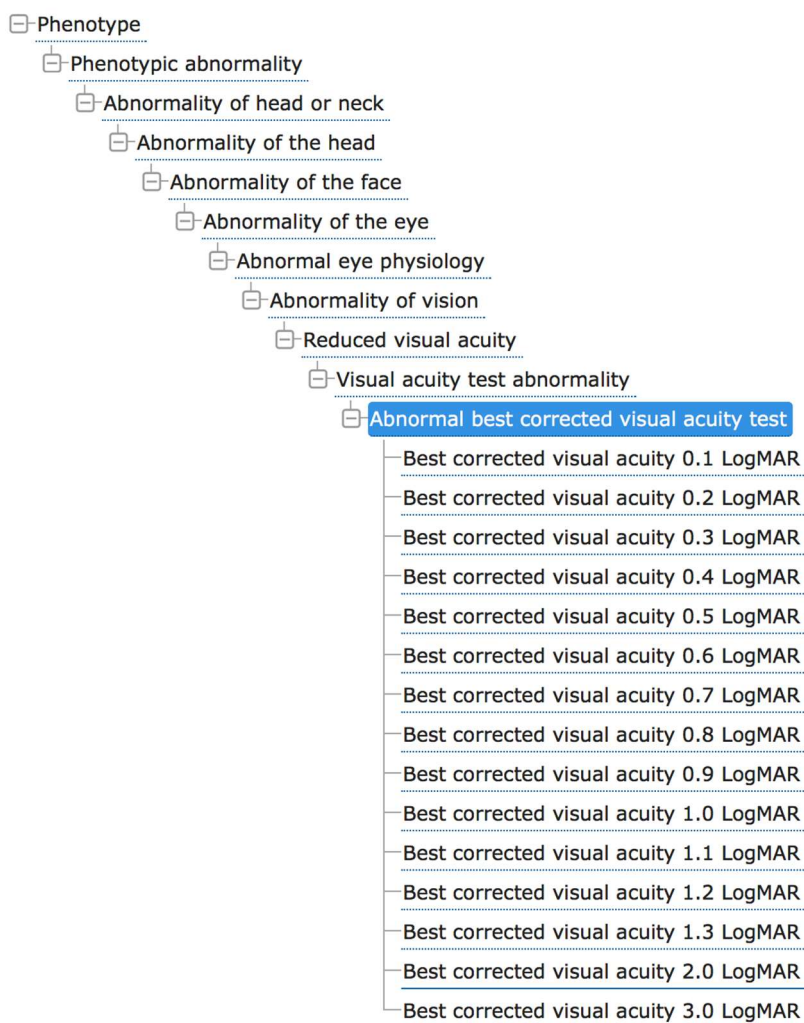 Phenotype
Phenotypic abnormality
Abnormality of head or neck
Abnormality of the head
Abnormality of the face
Abnormality of the eye
Abnormal eye physiology
Abnormality of vision
Reduced visual acuity
Visual acuity test abnormality
Abnormal best corrected visual acuity test
Best corrected visual acuity 0.1 LogMAR
Best corrected visual acuity 0.2 LogMAR
Best corrected visual acuity 0.3 LogMAR
Best corrected visual acuity 0.4 LogMAR
Best corrected visual acuity 0.5 LogMAR
Best corrected visual acuity 0.6 LogMAR
Best corrected visual acuity 0.7 LogMAR
Best corrected visual acuity 0.8 LogMAR
Best corrected visual acuity 0.9 LogMAR
Best corrected visual acuity 1.0 LogMAR
Best corrected visual acuity 1.1 LogMAR
Best corrected visual acuity 1.2 LogMAR
Best corrected visual acuity 1.3 LogMAR
Best corrected visual acuity 2.0 LogMAR
Best corrected visual acuity 3.0 LogMAR